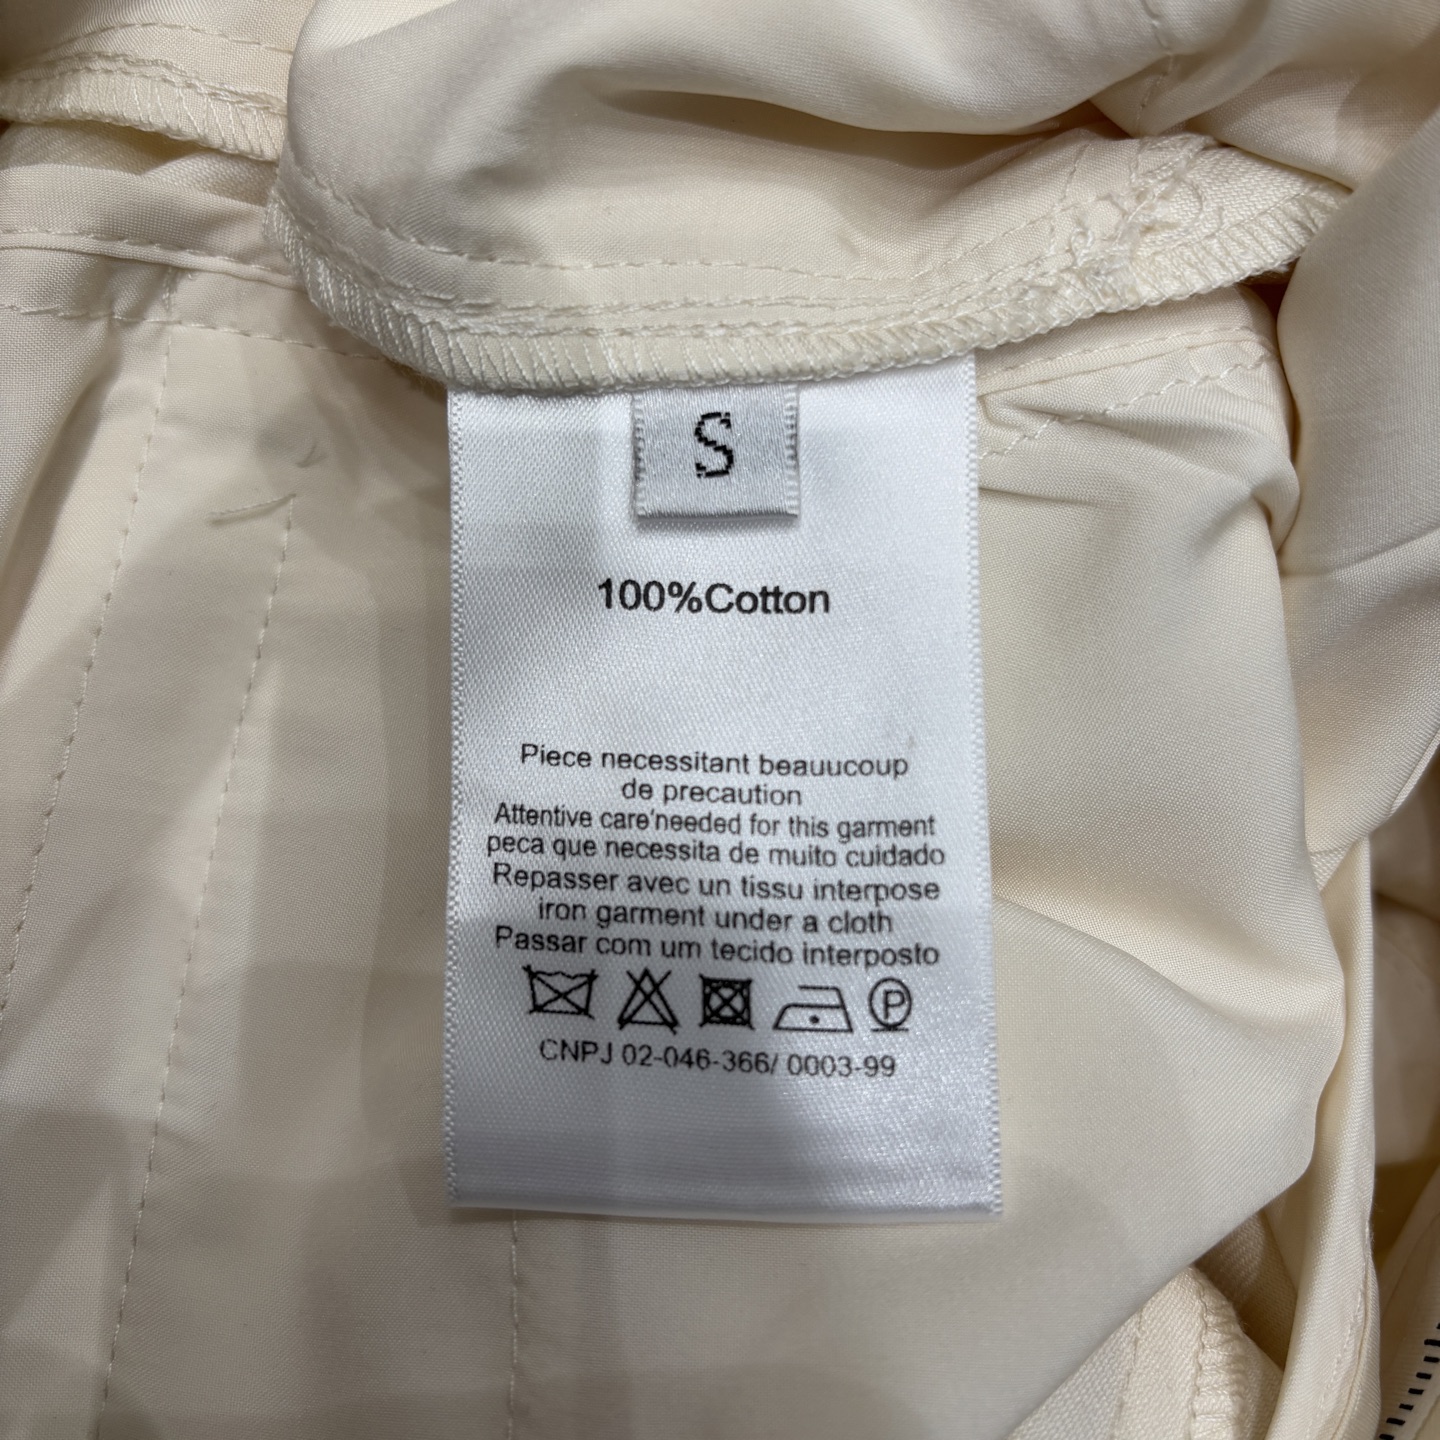 S
100%Cotton
Piece necessitant beauucoup
de precaution
Attentive care'needed for this garment
peca que necessita de muito cuidado
Repasser avec un tissu interpose
iron garment under a cloth
Passar com um tecido interposto
P
CNPJ 02-046-366/ 0003-99